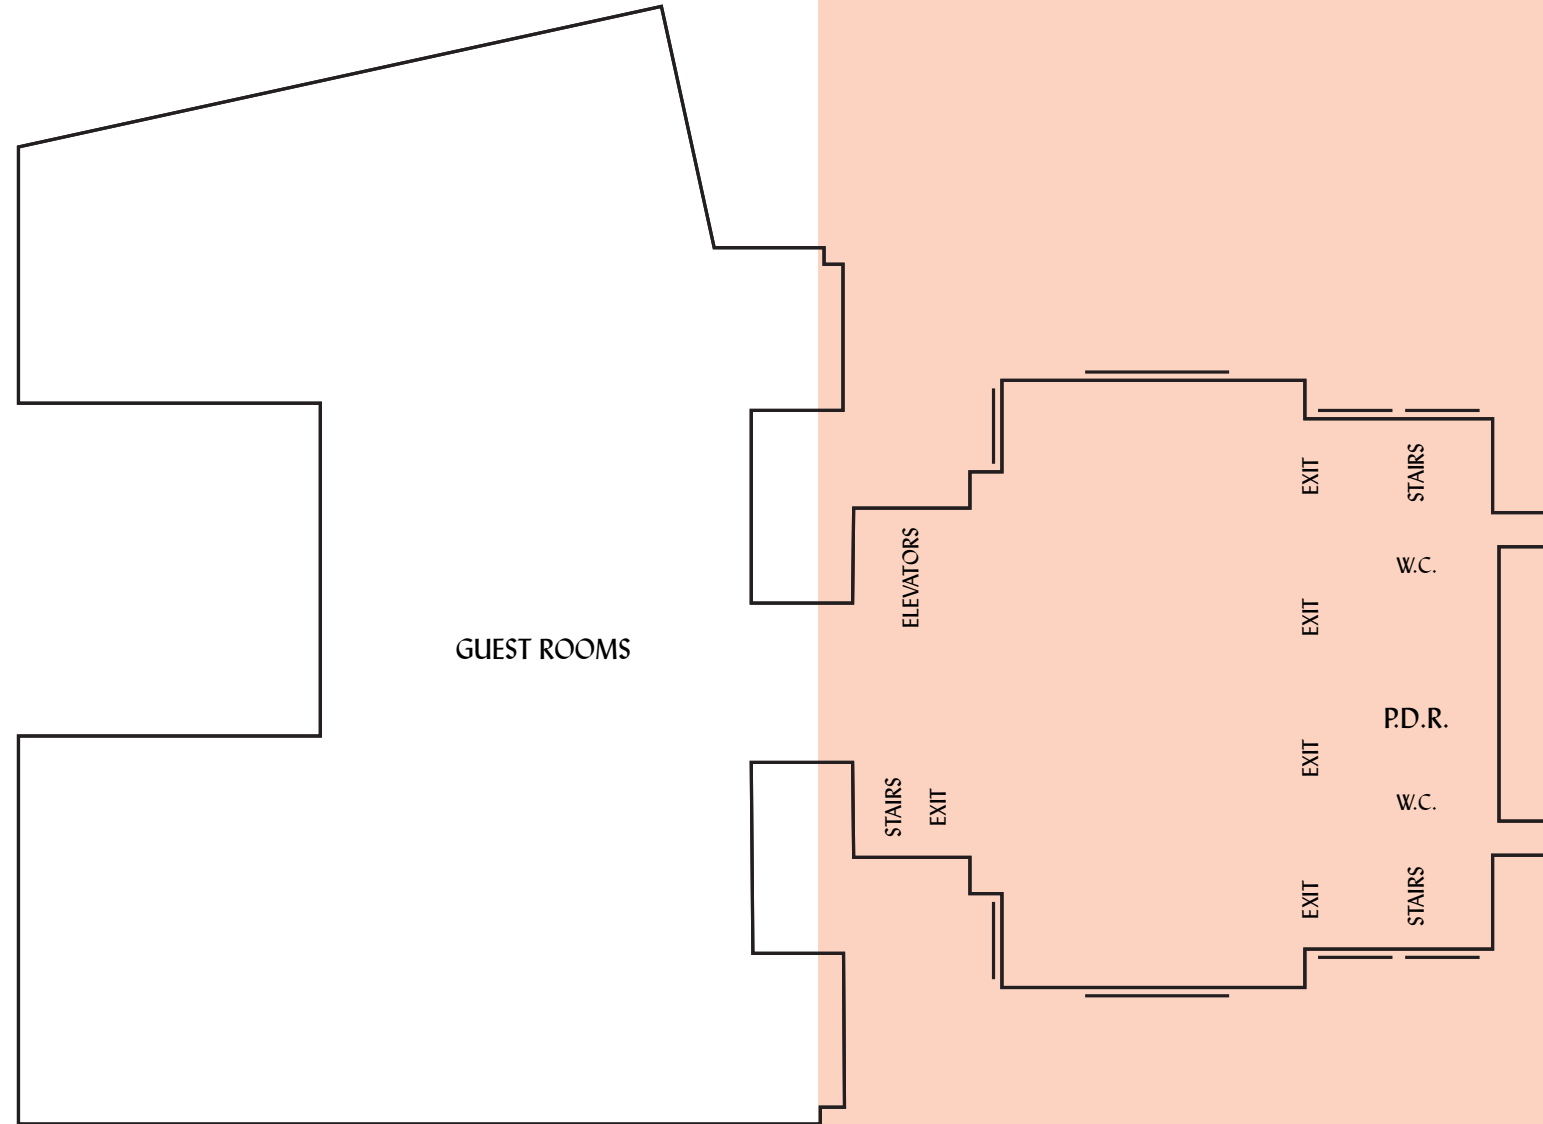 EXIT
STAIRS
ELEVATORS
W.C.
EXIT
GUEST ROOMS
P.D.R.
EXIT
STAIRS
EXIT
W.C.
EXIT
STAIRS